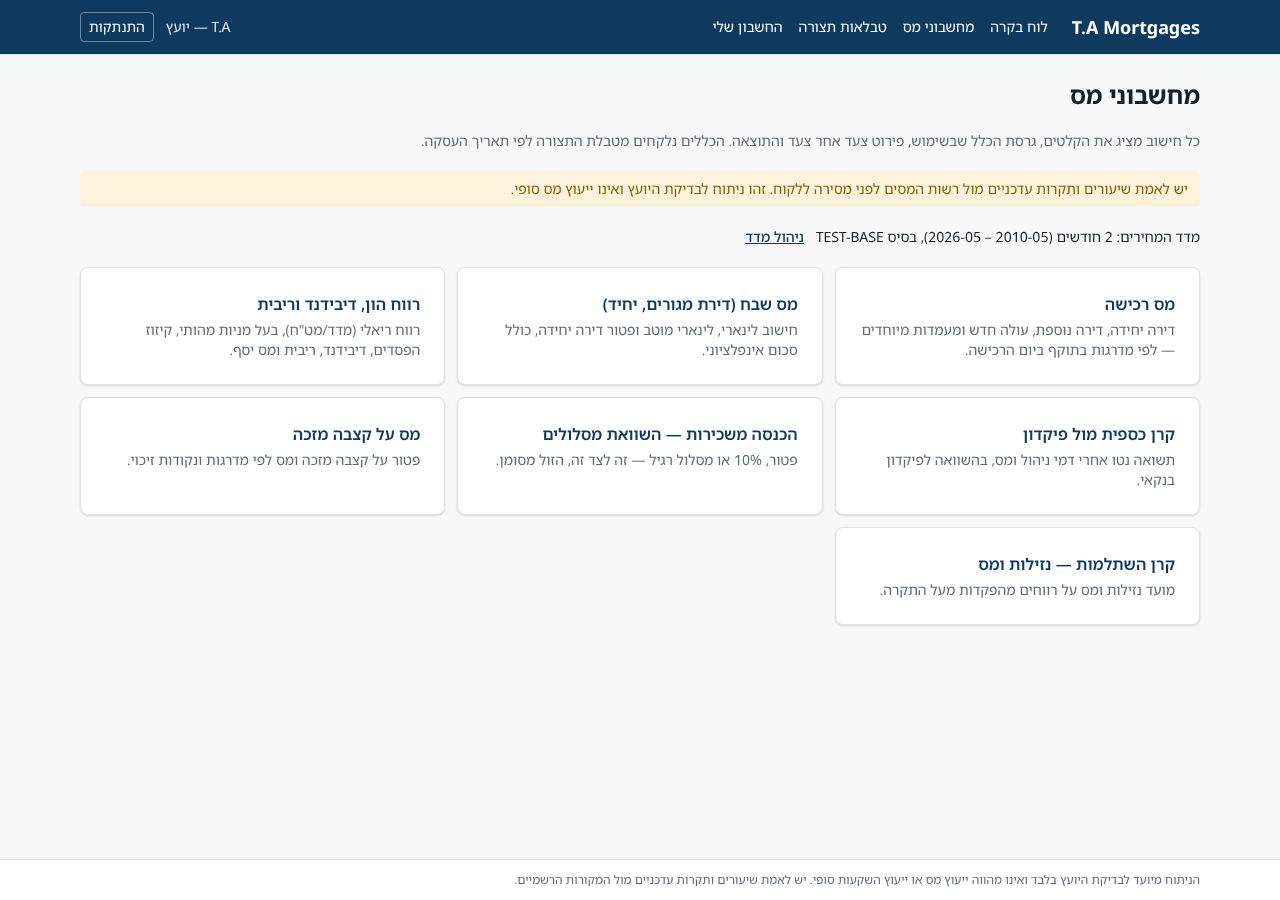 T.A Mortgages
לוח בקרה
מחשבוני מס
טבלאות תצורה
החשבון שלי
T.A — יועץ
התנתקות
מחשבוני מס
כל חישוב מציג את הקלטים, גרסת הכלל שבשימוש, פירוט צעד אחר צעד והתוצאה. הכללים נלקחים מטבלת התצורה לפי תאריך העסקה.
יש לאמת שיעורים ותקרות עדכניים מול רשות המסים לפני מסירה ללקוח. זהו ניתוח לבדיקת היועץ ואינו ייעוץ מס סופי.
מדד המחירים: 2 חודשים (2010-05 – 2026-05), בסיס TEST-BASE ניהול מדד
מס רכישה
דירה יחידה, דירה נוספת, עולה חדש ומעמדות מיוחדים
— לפי מדרגות בתוקף ביום הרכישה.
מס שבח (דירת מגורים, יחיד)
חישוב לינארי, לינארי מוטב ופטור דירה יחידה, כולל
סכום אינפלציוני.
רווח הון, דיבידנד וריבית
רווח ריאלי (מדד/מט"ח), בעל מניות מהותי, קיזוז
הפסדים, דיבידנד, ריבית ומס יסף.
קרן כספית מול פיקדון
תשואה נטו אחרי דמי ניהול ומס, בהשוואה לפיקדון
בנקאי.
הכנסה משכירות — השוואת מסלולים
פטור, 10% או מסלול רגיל — זה לצד זה, הזול מסומן.
מס על קצבה מזכה
פטור על קצבה מזכה ומס לפי מדרגות ונקודות זיכוי.
קרן השתלמות — נזילות ומס
מועד נזילות ומס על רווחים מהפקדות מעל התקרה.
הניתוח מיועד לבדיקת היועץ בלבד ואינו מהווה ייעוץ מס או ייעוץ השקעות סופי. יש לאמת שיעורים ותקרות עדכניים מול המקורות הרשמיים.